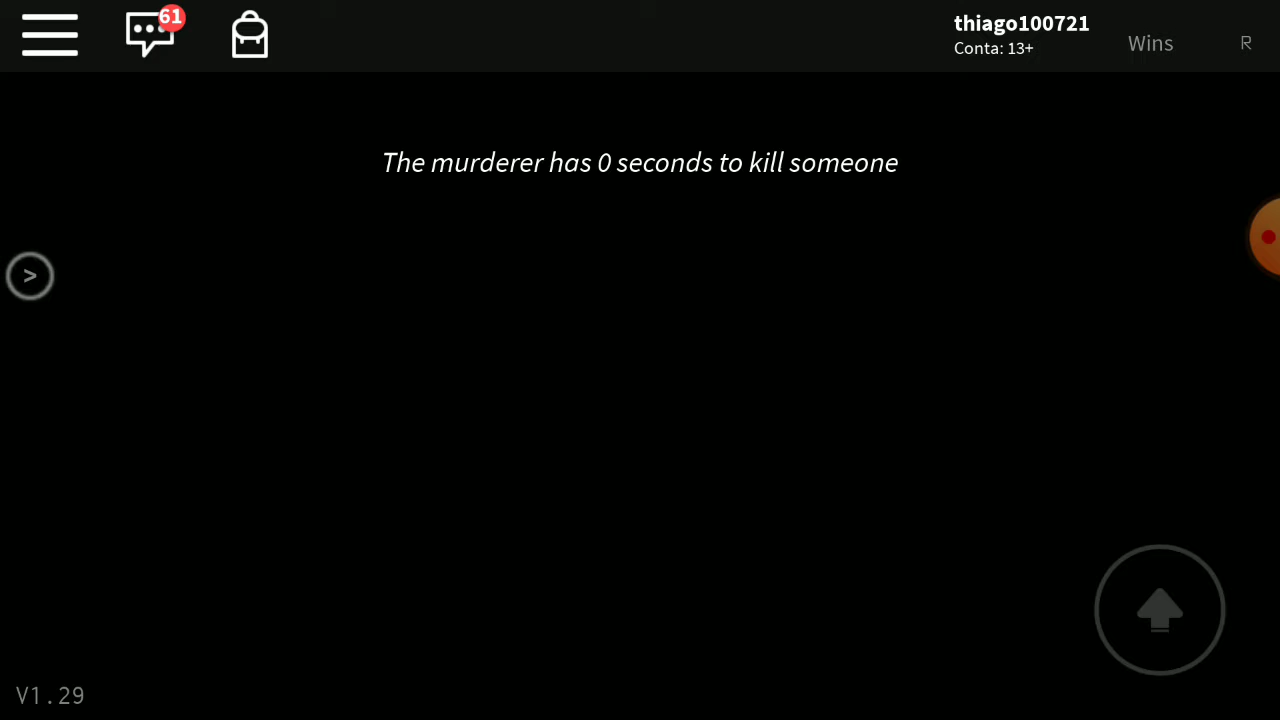 61
thiago100721
Conta: 13+
Wins
R
The murderer has 0 seconds to kill someone
>
V1.29